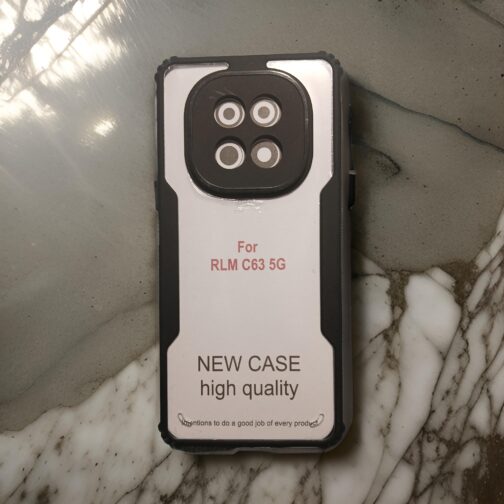 For
RLM C63 5G
NEW CASE
high quality
intentions to do a good job of every product